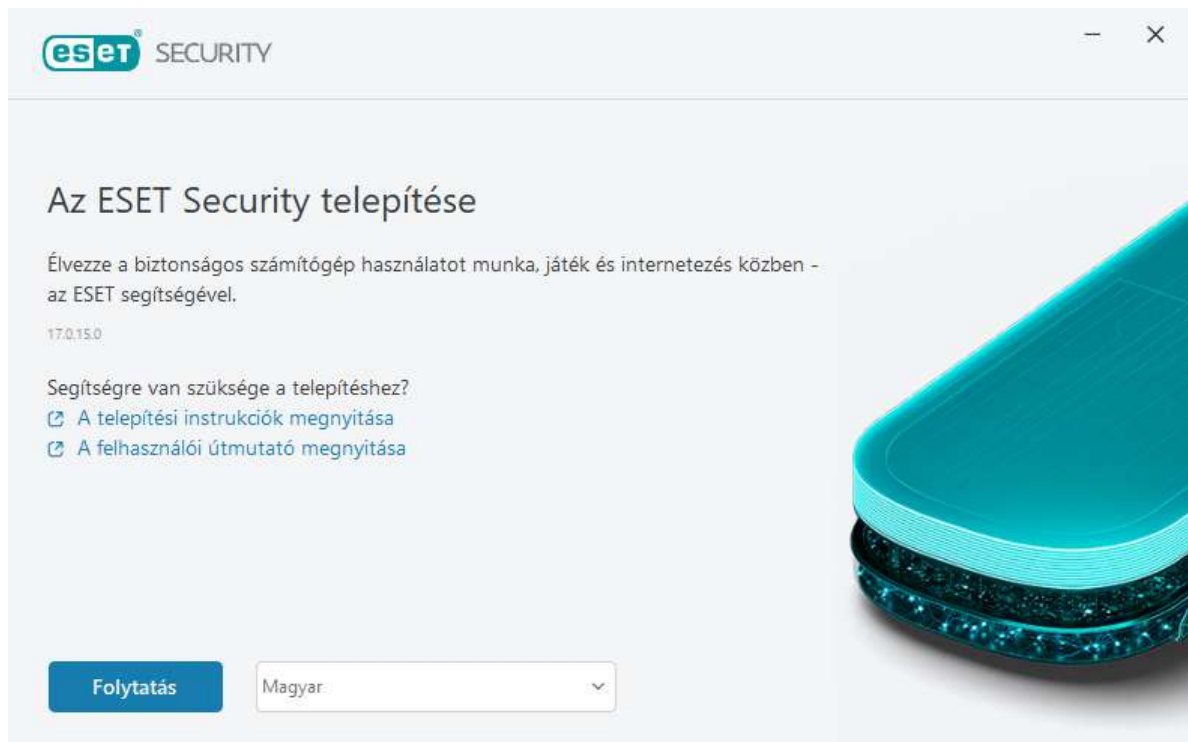 eset® SECURITY
Az ESET Security telepítése
Élvezze a biztonságos számítógép használatot munka, játék és internetezés közben -
az ESET segítségével.
17.0.15.0
Segítségre van szüksége a telepítéshez?
A telepítési instrukciók megnyitása
A felhasználói útmutató megnyitása
Folytatás
Magyar